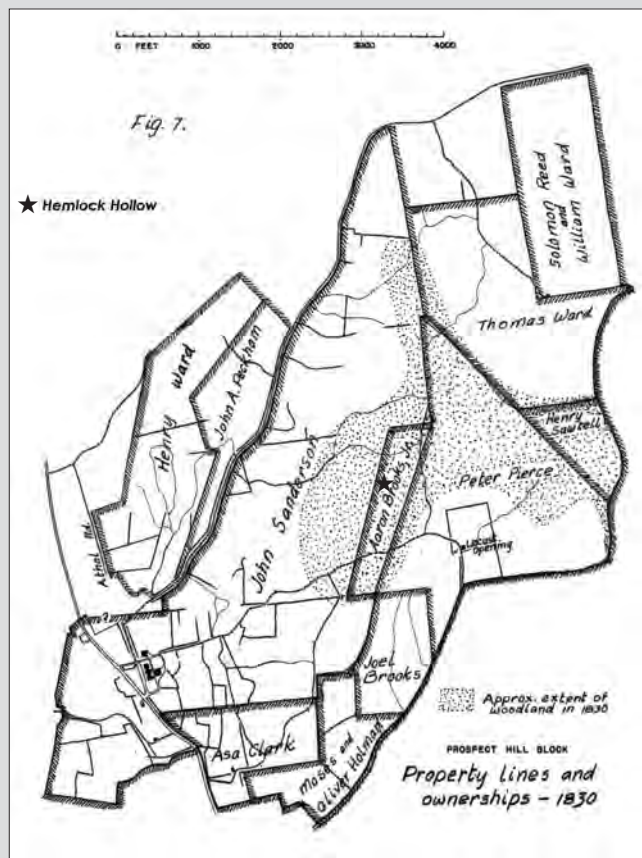 0 FEET 1000 2000 3000 4000
Fig. 7.
★ Hemlock Hollow
Solomon Reed
and
William Ward
Thomas Ward
Henry
Sawtell
Henry Ward
John A. Peckham
Athol Rd.
John Sanderson
Aaron Brooks, Jr.
Peter Pierce
Locust
Opening
Joel
Brooks
Asa Clark
Moses and
Oliver Holman
Approx. extent of
woodland in 1830
PROSPECT HILL BLOCK
Property lines and
ownerships – 1830